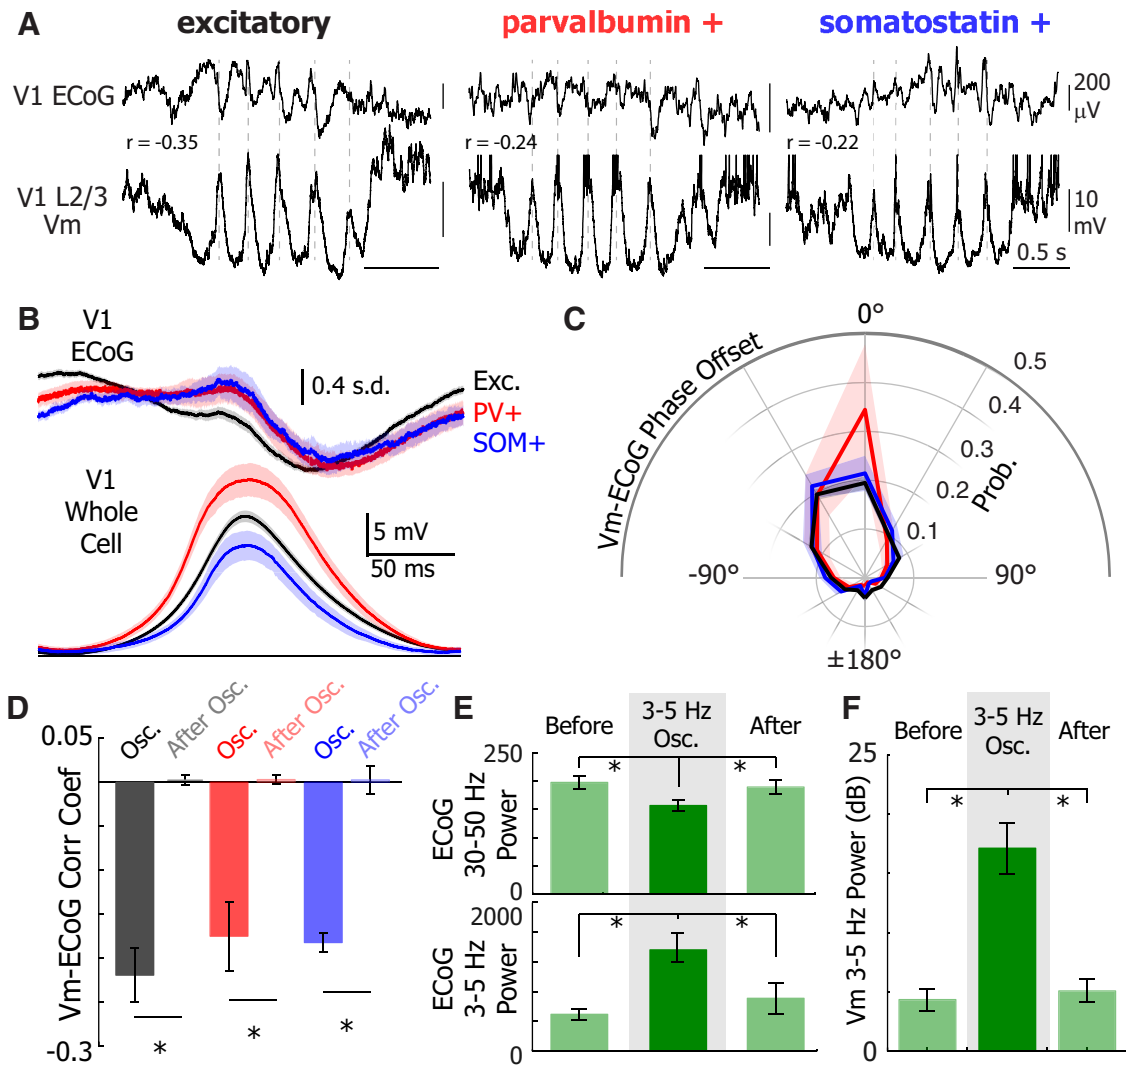 A
excitatory
parvalbumin +
somatostatin +
V1 ECoG
200
μV
r = -0.35
r = -0.24
r = -0.22
V1 L2/3
Vm
10
mV
0.5 s
B
V1
ECoG
0.4 s.d.
Exc.
PV+
SOM+
V1
Whole
Cell
5 mV
50 ms
C
0°
Vm-ECoG Phase Offset
0.5
0.4
0.3
0.2
0.1
Prob.
-90°
90°
±180°
D
Osc.
After Osc.
Osc.
After Osc.
Osc.
After Osc.
0.05
-0.3
Vm-ECoG Corr Coef
*
*
*
E
Before
3-5 Hz
Osc.
After
250
0
ECoG
30-50 Hz
Power
*
*
2000
0
ECoG
3-5 Hz
Power
*
*
F
Before
3-5 Hz
Osc.
After
25
0
Vm 3-5 Hz Power (dB)
*
*